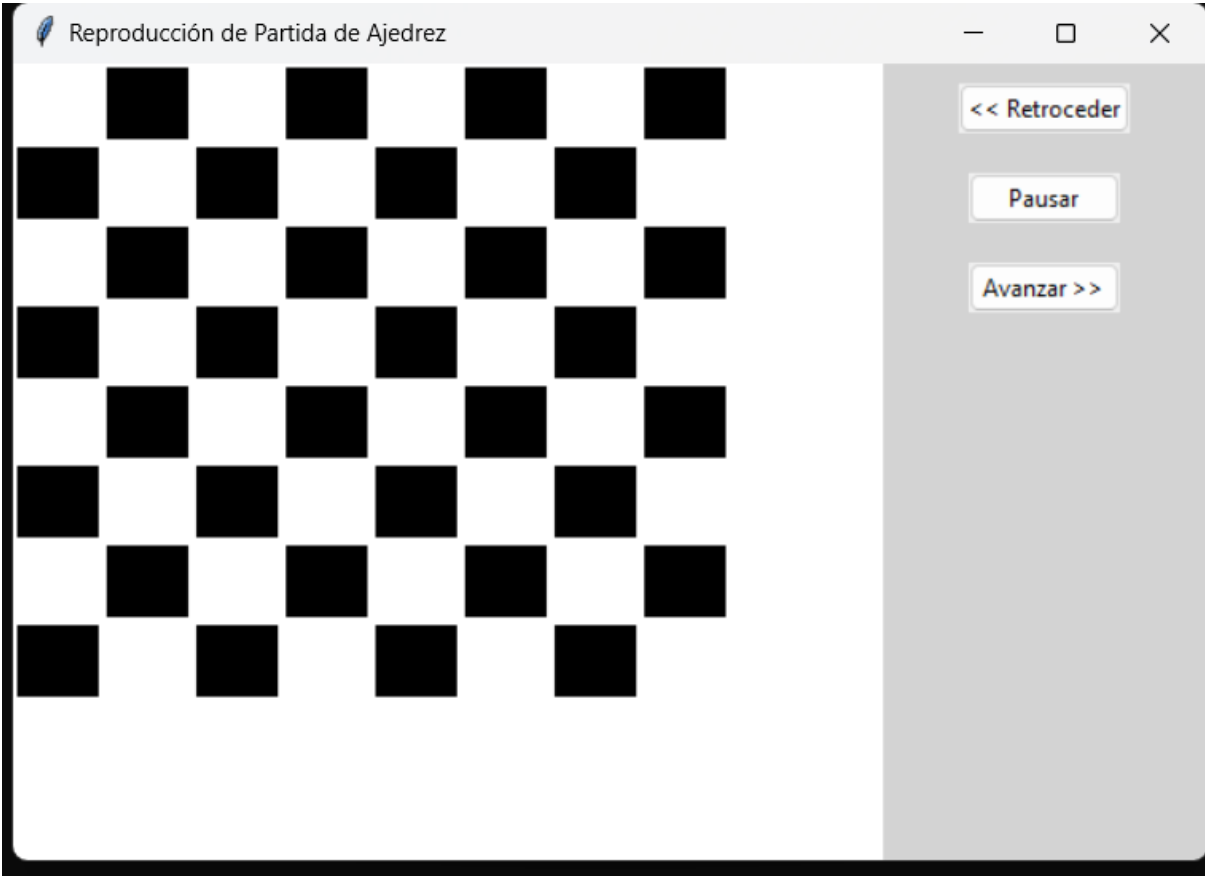 Reproducción de Partida de Ajedrez
<< Retroceder
Pausar
Avanzar >>